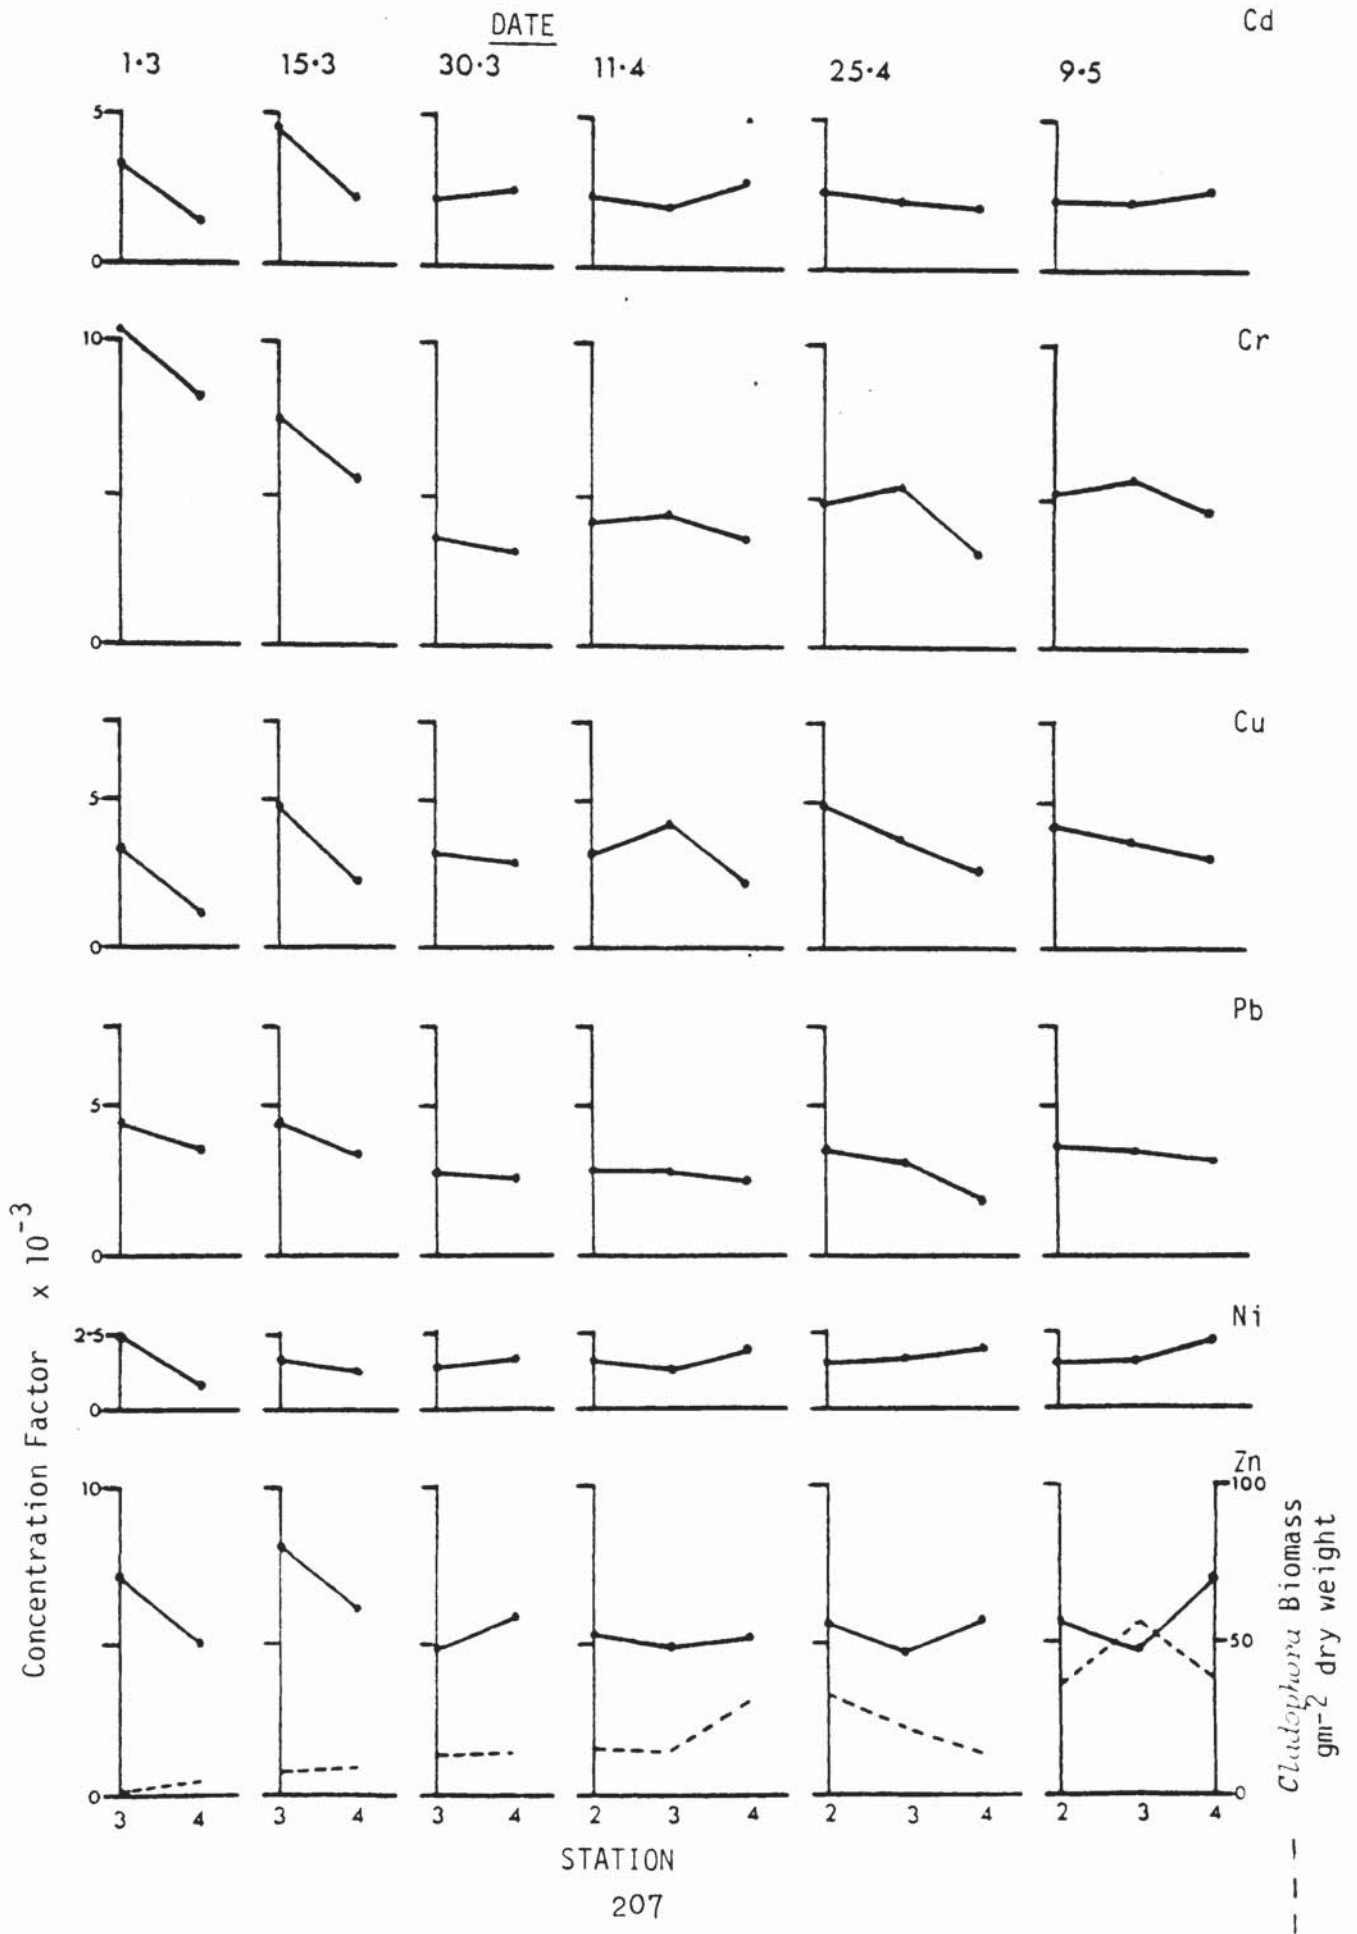 DATE
Cd
1·3 15·3 30·3 11·4 25·4 9·5
5
0
Cr
10
0
Cu
5
0
Pb
5
0
Ni
2·5
0
Zn
10
0
100
50
0
3 4 3 4 3 4 2 3 4 2 3 4 2 3 4
STATION
207
Concentration Factor x 10⁻³
Cladophora Biomass
gm⁻² dry weight